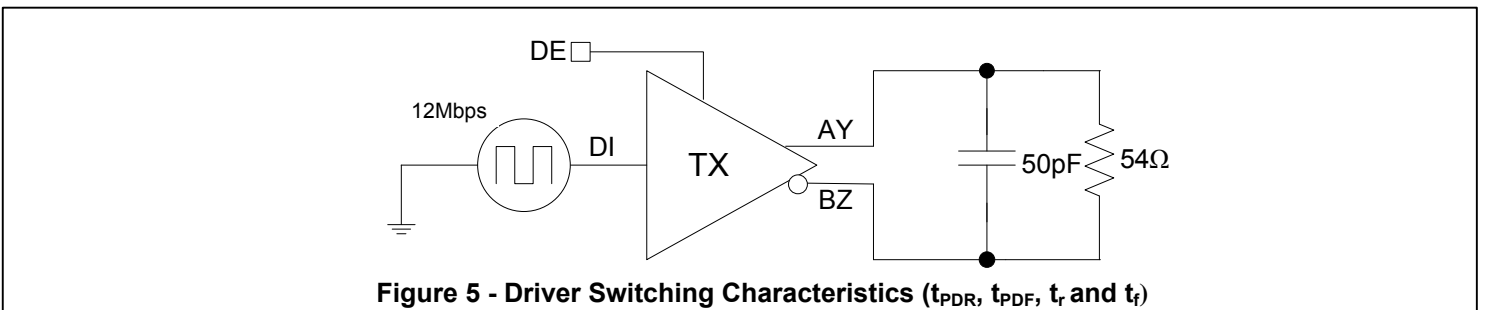 DE
12Mbps
DI
TX
AY
BZ
50pF
54Ω
Figure 5 - Driver Switching Characteristics (tPDR, tPDF, tr and tf)